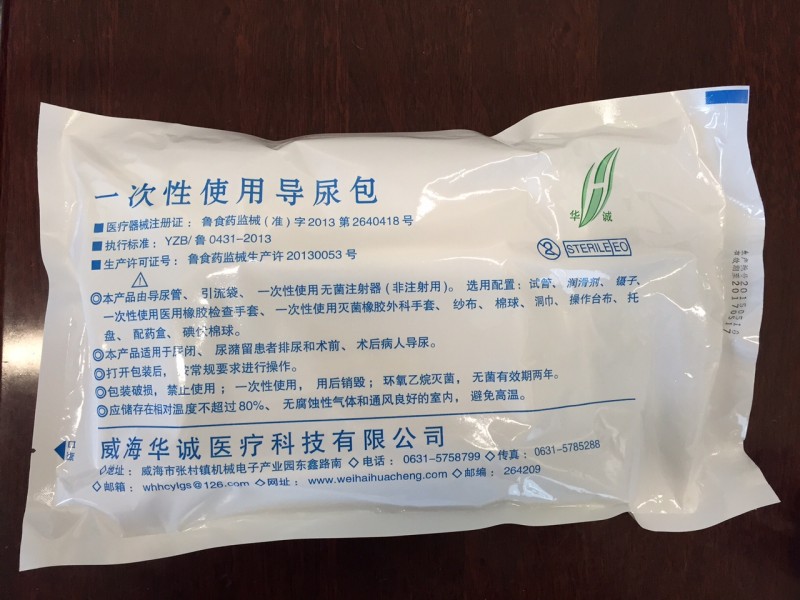 一次性使用导尿包
华 诚
■医疗器械注册证：鲁食药监械（准）字2013第2640418号
■执行标准：YZB/鲁 0431-2013
■生产许可证号：鲁食药监械生产许20130053号
STERILE EO
◎本产品由导尿管、引流袋、一次性使用无菌注射器（非注射用）。选用配置：试管、润滑剂、镊子、
一次性使用医用橡胶检查手套、一次性使用灭菌橡胶外科手套、纱布、棉球、洞巾、操作台布、托
盘、配药盒、碘伏棉球。
◎本产品适用于尿闭、尿潴留患者排尿和术前、术后病人导尿。
◎打开包装后，按常规要求进行操作。
◎包装破损，禁止使用；一次性使用，用后销毁；环氧乙烷灭菌，无菌有效期两年。
◎应储存在相对温度不超过80%、无腐蚀性气体和通风良好的室内，避免高温。
威海华诚医疗科技有限公司
◇地址：威海市张村镇机械电子产业园东鑫路南 ◇电话：0631-5758799 ◇传真：0631-5785288
◇邮箱：whhcylgs@126.com ◇网址：www.weihaihuacheng.com ◇邮编：264209